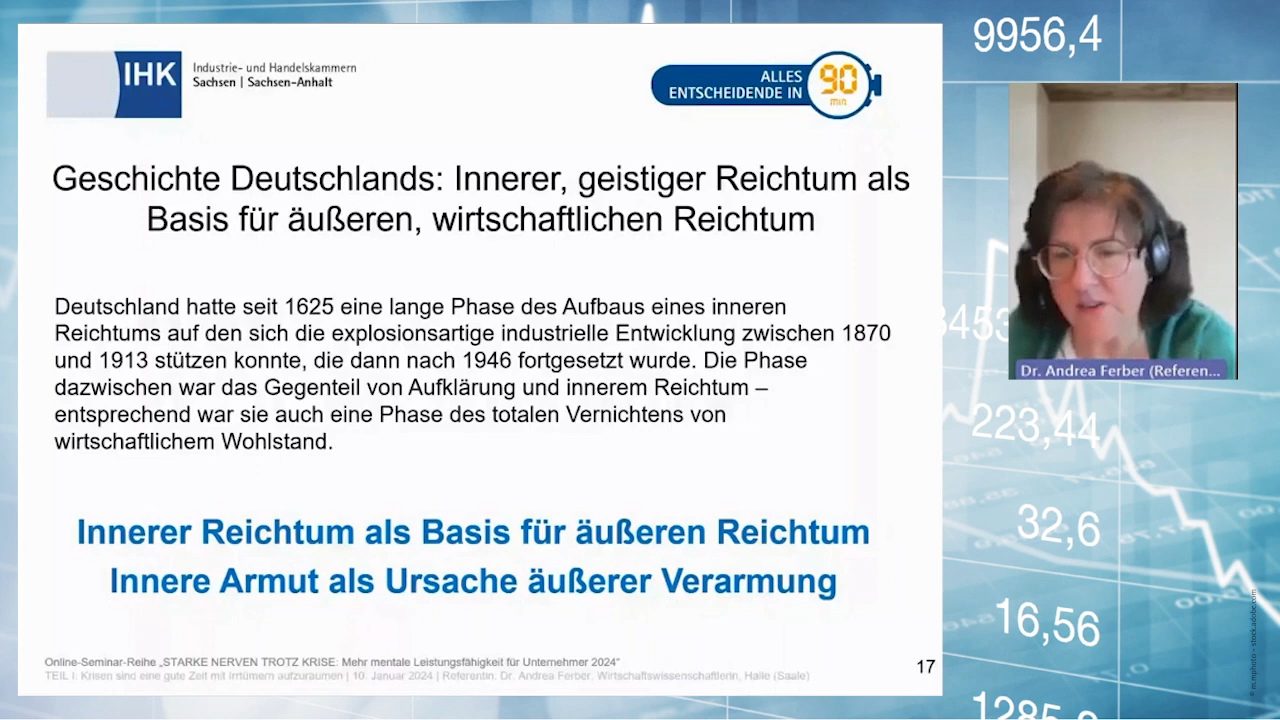 IHK
Industrie- und Handelskammern
Sachsen | Sachsen-Anhalt
ALLES
ENTSCHEIDENDE IN
90
min
Geschichte Deutschlands: Innerer, geistiger Reichtum als
Basis für äußeren, wirtschaftlichen Reichtum
Deutschland hatte seit 1625 eine lange Phase des Aufbaus eines inneren
Reichtums auf den sich die explosionsartige industrielle Entwicklung zwischen 1870
und 1913 stützen konnte, die dann nach 1946 fortgesetzt wurde. Die Phase
dazwischen war das Gegenteil von Aufklärung und innerem Reichtum –
entsprechend war sie auch eine Phase des totalen Vernichtens von
wirtschaftlichem Wohlstand.
Innerer Reichtum als Basis für äußeren Reichtum
Innere Armut als Ursache äußerer Verarmung
Online-Seminar-Reihe „STARKE NERVEN TROTZ KRISE: Mehr mentale Leistungsfähigkeit für Unternehmer 2024“
TEIL I: Krisen sind eine gute Zeit mit Irrtümern aufzuräumen | 10. Januar 2024 | Referentin: Dr. Andrea Ferber, Wirtschaftswissenschaftlerin, Halle (Saale)
17
9956,4
Dr. Andrea Ferber (Referen...
223,44
32,6
16,56